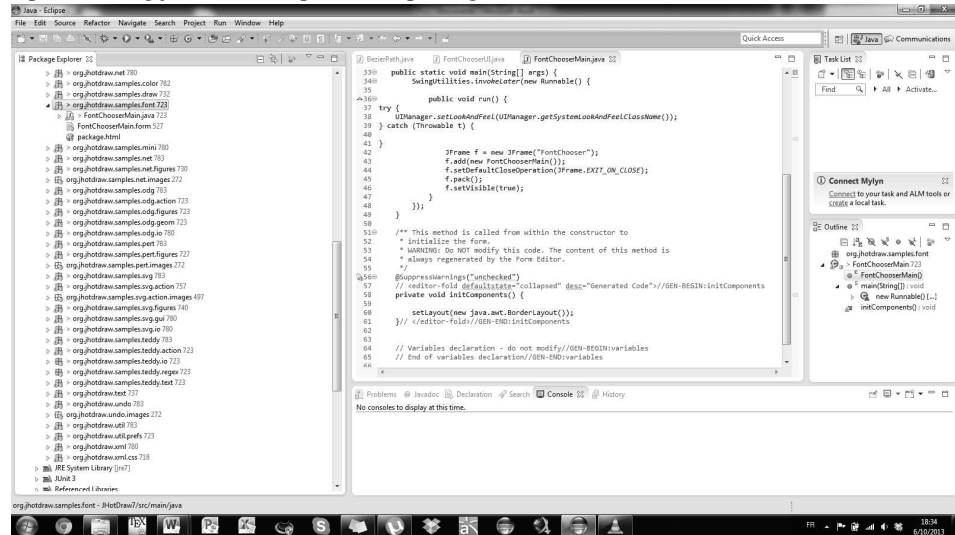 Java - Eclipse
File Edit Source Refactor Navigate Search Project Run Window Help
Quick Access
Java
Communications
Package Explorer
> org.jhotdraw.net 780
> org.jhotdraw.samples.color 782
> org.jhotdraw.samples.draw 732
> org.jhotdraw.samples.font 723
> FontChooserMain.java 723
FontChooserMain.form 527
package.html
> org.jhotdraw.samples.mini 780
> org.jhotdraw.samples.net 783
> org.jhotdraw.samples.net.figures 730
org.jhotdraw.samples.net.images 272
> org.jhotdraw.samples.odg 783
> org.jhotdraw.samples.odg.action 723
> org.jhotdraw.samples.odg.figures 723
> org.jhotdraw.samples.odg.geom 723
> org.jhotdraw.samples.odg.io 780
> org.jhotdraw.samples.pert 783
> org.jhotdraw.samples.pert.figures 727
> org.jhotdraw.samples.pert.images 272
> org.jhotdraw.samples.svg 783
> org.jhotdraw.samples.svg.action 757
org.jhotdraw.samples.svg.action.images 497
> org.jhotdraw.samples.svg.figures 740
> org.jhotdraw.samples.svg.gui 780
> org.jhotdraw.samples.svg.io 780
> org.jhotdraw.samples.teddy 783
> org.jhotdraw.samples.teddy.action 723
> org.jhotdraw.samples.teddy.io 723
> org.jhotdraw.samples.teddy.regex 723
> org.jhotdraw.samples.teddy.text 723
> org.jhotdraw.text 737
> org.jhotdraw.undo 783
org.jhotdraw.undo.images 272
> org.jhotdraw.util 783
> org.jhotdraw.util.prefs 723
> org.jhotdraw.xml 780
> org.jhotdraw.xml.css 718
JRE System Library [jre7]
JUnit 3
Referenced Libraries
BezierPath.java FontChooserUI.java FontChooserMain.java
33 public static void main(String[] args) {
34 SwingUtilities.invokeLater(new Runnable() {
35
36 public void run() {
37 try {
38 UIManager.setLookAndFeel(UIManager.getSystemLookAndFeelClassName());
39 } catch (Throwable t) {
40
41 }
42 JFrame f = new JFrame("FontChooser");
43 f.add(new FontChooserMain());
44 f.setDefaultCloseOperation(JFrame.EXIT_ON_CLOSE);
45 f.pack();
46 f.setVisible(true);
47 }
48 });
49 }
50
51 /** This method is called from within the constructor to
52 * initialize the form.
53 * WARNING: Do NOT modify this code. The content of this method is
54 * always regenerated by the Form Editor.
55 */
56 @SuppressWarnings("unchecked")
57 // <editor-fold defaultstate="collapsed" desc="Generated Code">//GEN-BEGIN:initComponents
58 private void initComponents() {
59
60 setLayout(new java.awt.BorderLayout());
61 }// </editor-fold>//GEN-END:initComponents
62
63
64 // Variables declaration - do not modify//GEN-BEGIN:variables
65 // End of variables declaration//GEN-END:variables
66
Problems @ Javadoc Declaration Search Console History
No consoles to display at this time.
Task List
Find All Activate...
Connect Mylyn
Connect to your task and ALM tools or
create a local task.
Outline
org.jhotdraw.samples.font
> FontChooserMain 723
FontChooserMain()
main(String[]) : void
new Runnable() {...}
initComponents() : void
org.jhotdraw.samples.font - JHotDraw7/src/main/java
FR
18:34
6/10/2013